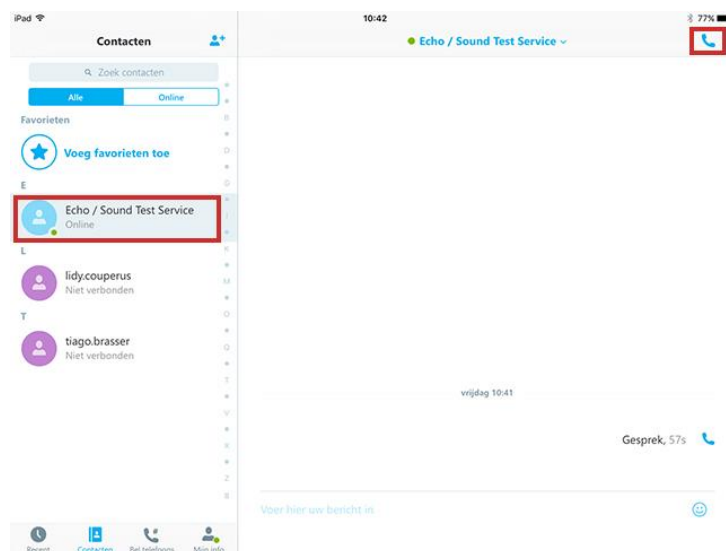 iPad
10:42
77%
Contacten
Echo / Sound Test Service
Zoek contacten
Alle
Online
Favorieten
Voeg favorieten toe
E
Echo / Sound Test Service
Online
L
lidy.couperus
Niet verbonden
T
tiago.brasser
Niet verbonden
B
D
G
I
K
M
O
Q
T
V
X
Z
vrijdag 10:41
Gesprek, 57s
Voer hier uw bericht in
Recent
Contacten
Bel telefoons
Mijn info